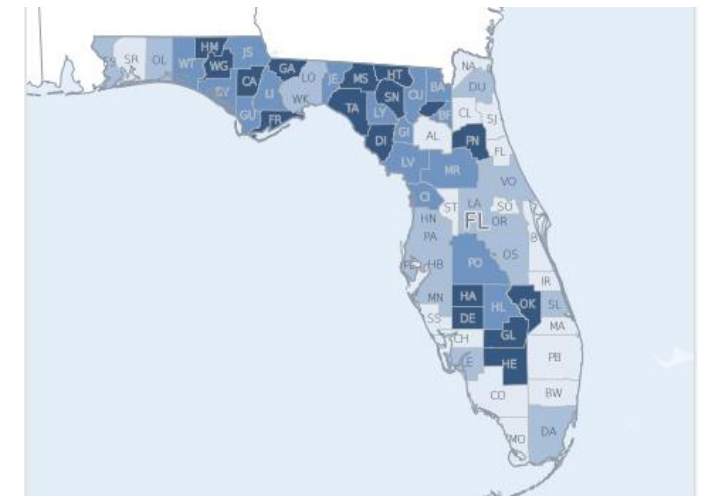 HM
JS
SR
OL
WT
WG
GA
CA
LO
JE
MS
HT
NA
LI
WK
SN
CU
BA
DU
GU
FR
TA
LY
BF
CL
SJ
DI
GI
AL
PN
FL
LV
MR
CI
VO
ST
LA
SO
HN
FL
OR
PA
B
HB
PO
OS
IR
MN
HA
HL
OK
SL
SS
DE
GL
MA
CH
HE
PB
CO
BW
MO
DA